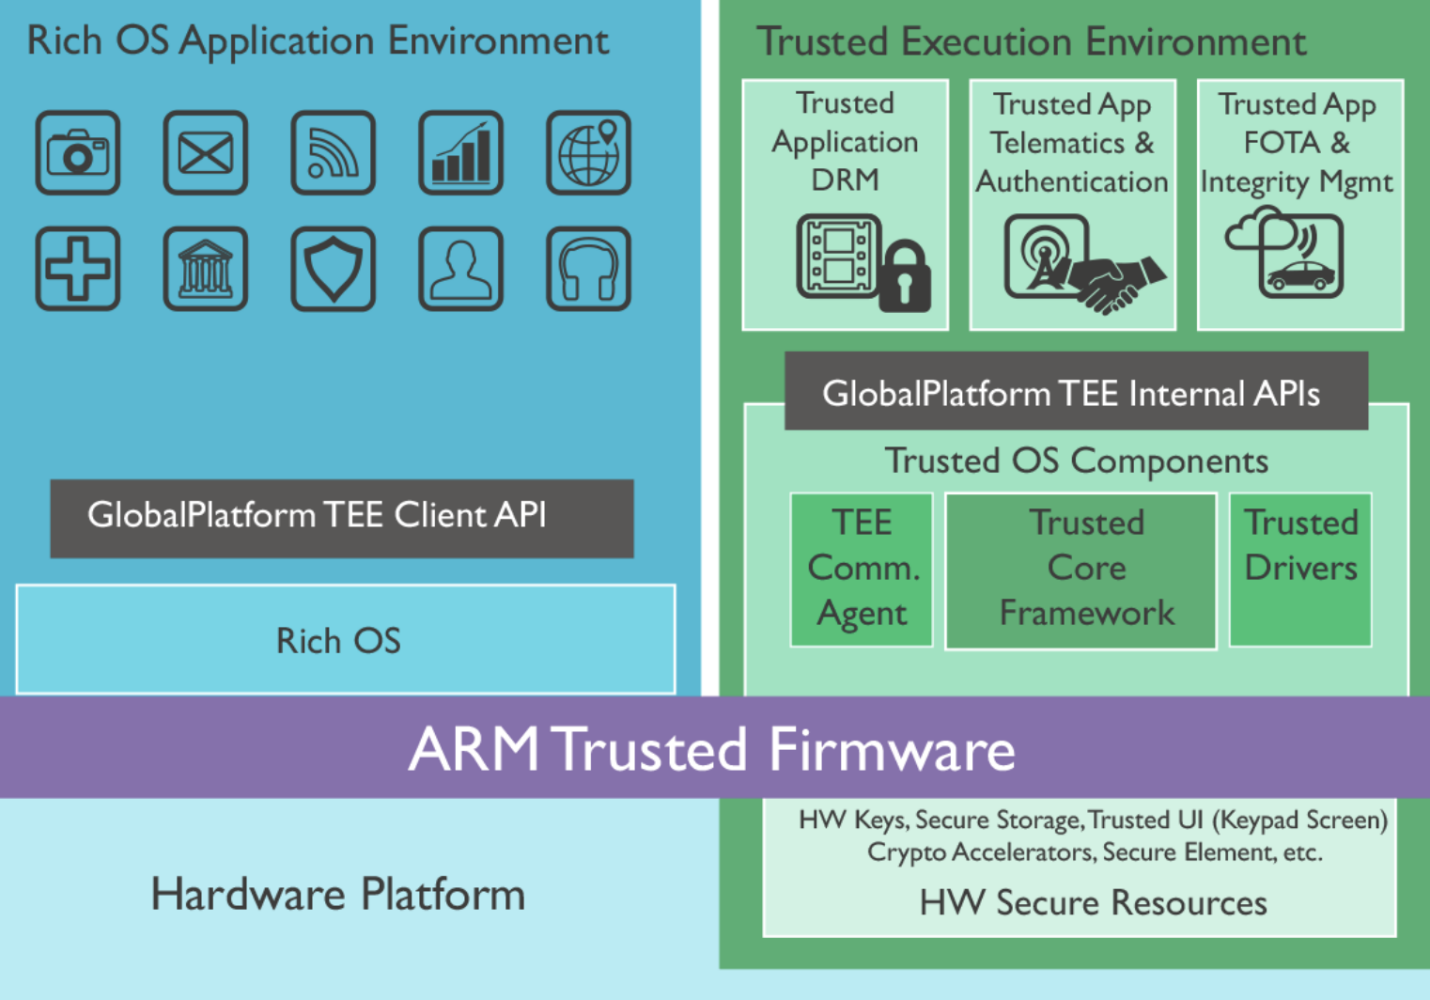 Rich OS Application Environment
GlobalPlatform TEE Client API
Rich OS
Trusted Execution Environment
Trusted
Application
DRM
Trusted App
Telematics &
Authentication
Trusted App
FOTA &
Integrity Mgmt
GlobalPlatform TEE Internal APIs
Trusted OS Components
TEE
Comm.
Agent
Trusted
Core
Framework
Trusted
Drivers
ARM Trusted Firmware
Hardware Platform
HW Keys, Secure Storage, Trusted UI (Keypad Screen)
Crypto Accelerators, Secure Element, etc.
HW Secure Resources